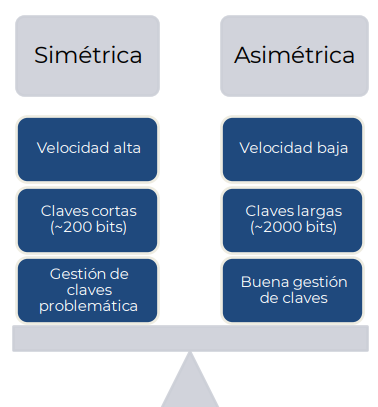 Simétrica
Asimétrica
Velocidad alta
Velocidad baja
Claves cortas
(~200 bits)
Claves largas
(~2000 bits)
Gestión de
claves
problemática
Buena gestión
de claves